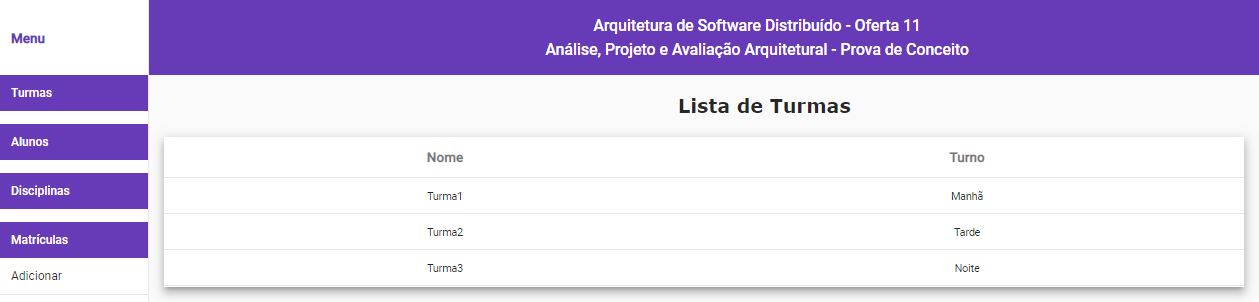 Menu
Arquitetura de Software Distribuído - Oferta 11
Análise, Projeto e Avaliação Arquitetural - Prova de Conceito
Turmas
Alunos
Disciplinas
Matrículas
Adicionar
Lista de Turmas
Nome Turno
Turma1 Manhã
Turma2 Tarde
Turma3 Noite